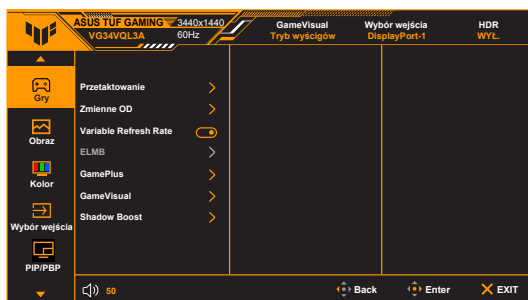 ASUS TUF GAMING 3440x1440
VG34VQL3A 60Hz
GameVisual Wybór wejścia HDR
Tryb wyścigów DisplayPort-1 WYŁ.
Gry
Obraz
Kolor
Wybór wejścia
PIP/PBP
Przetaktowanie
Zmienne OD
Variable Refresh Rate
ELMB
GamePlus
GameVisual
Shadow Boost
50
Back Enter EXIT